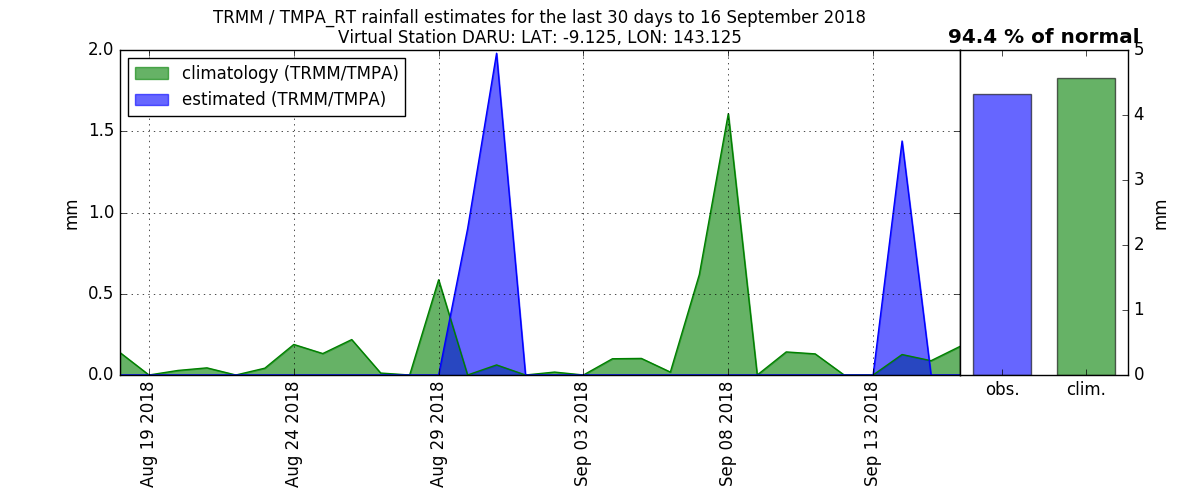 TRMM / TMPA_RT rainfall estimates for the last 30 days to 16 September 2018
Virtual Station DARU: LAT: -9.125, LON: 143.125
94.4 % of normal
climatology (TRMM/TMPA)
estimated (TRMM/TMPA)
2.0
1.5
1.0
0.5
0.0
mm
Aug 19 2018
Aug 24 2018
Aug 29 2018
Sep 03 2018
Sep 08 2018
Sep 13 2018
5
4
3
2
1
0
mm
obs.
clim.